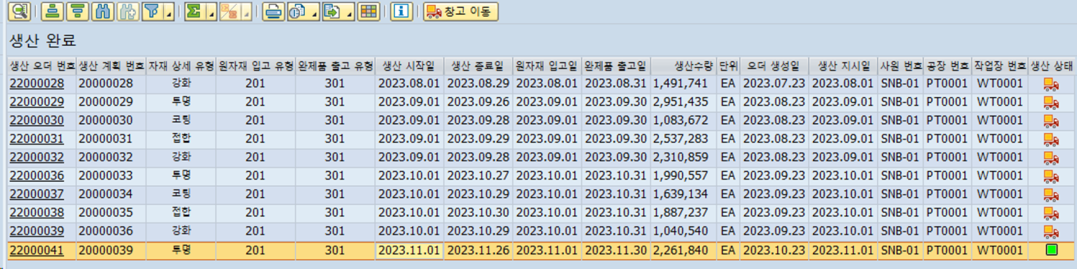 창고 이동
생산 완료
생산 오더 번호 생산 계획 번호 자재 상세 유형 원자재 입고 유형 완제품 출고 유형 생산 시작일 생산 종료일 원자재 입고일 완제품 출고일 생산수량 단위 오더 생성일 생산 지시일 사원 번호 공장 번호 작업장 번호 생산 상태
22000028 20000028 강화 201 301 2023.08.01 2023.08.29 2023.08.01 2023.08.31 1,491,741 EA 2023.07.23 2023.08.01 SNB-01 PT0001 WT0001
22000029 20000029 투명 201 301 2023.09.01 2023.09.26 2023.09.01 2023.09.30 2,951,435 EA 2023.08.23 2023.09.01 SNB-01 PT0001 WT0001
22000030 20000030 코팅 201 301 2023.09.01 2023.09.28 2023.09.01 2023.09.30 1,083,672 EA 2023.08.23 2023.09.01 SNB-01 PT0001 WT0001
22000031 20000031 접합 201 301 2023.09.01 2023.09.29 2023.09.01 2023.09.30 2,537,283 EA 2023.08.23 2023.09.01 SNB-01 PT0001 WT0001
22000032 20000032 강화 201 301 2023.09.01 2023.09.28 2023.09.01 2023.09.30 2,310,859 EA 2023.08.23 2023.09.01 SNB-01 PT0001 WT0001
22000036 20000033 투명 201 301 2023.10.01 2023.10.27 2023.10.01 2023.10.31 1,990,557 EA 2023.09.23 2023.10.01 SNB-01 PT0001 WT0001
22000037 20000034 코팅 201 301 2023.10.01 2023.10.29 2023.10.01 2023.10.31 1,639,134 EA 2023.09.23 2023.10.01 SNB-01 PT0001 WT0001
22000038 20000035 접합 201 301 2023.10.01 2023.10.30 2023.10.01 2023.10.31 1,887,237 EA 2023.09.23 2023.10.01 SNB-01 PT0001 WT0001
22000039 20000036 강화 201 301 2023.10.01 2023.10.29 2023.10.01 2023.10.31 1,040,540 EA 2023.09.23 2023.10.01 SNB-01 PT0001 WT0001
22000041 20000039 투명 201 301 2023.11.01 2023.11.26 2023.11.01 2023.11.30 2,261,840 EA 2023.10.23 2023.11.01 SNB-01 PT0001 WT0001